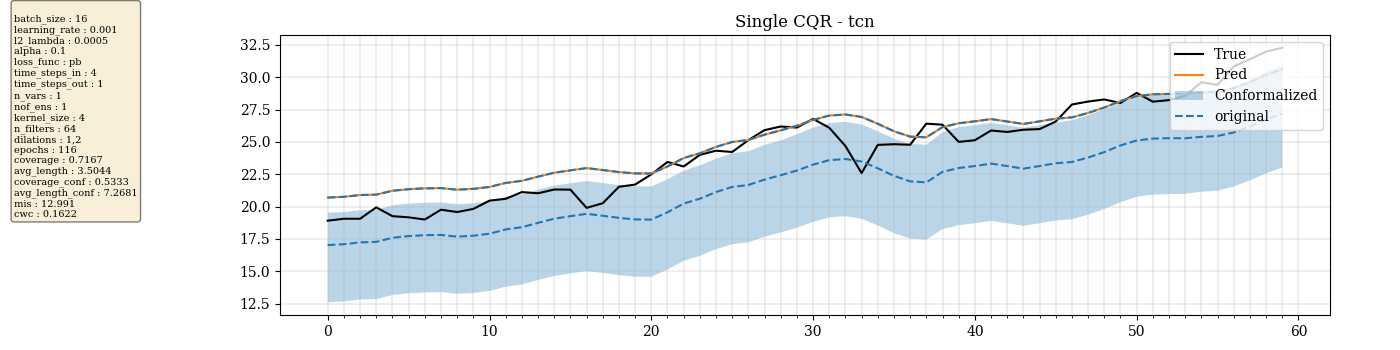 batch_size : 16
learning_rate : 0.001
l2_lambda : 0.0005
alpha : 0.1
loss_func : pb
time_steps_in : 4
time_steps_out : 1
n_vars : 1
nof_ens : 1
kernel_size : 4
n_filters : 64
dilations : 1,2
epochs : 116
coverage : 0.7167
avg_length : 3.5044
coverage_conf : 0.5333
avg_length_conf : 7.2681
mis : 12.991
cwc : 0.1622
Single CQR - tcn
32.5
30.0
27.5
25.0
22.5
20.0
17.5
15.0
12.5
0 10 20 30 40 50 60
True
Pred
Conformalized
original